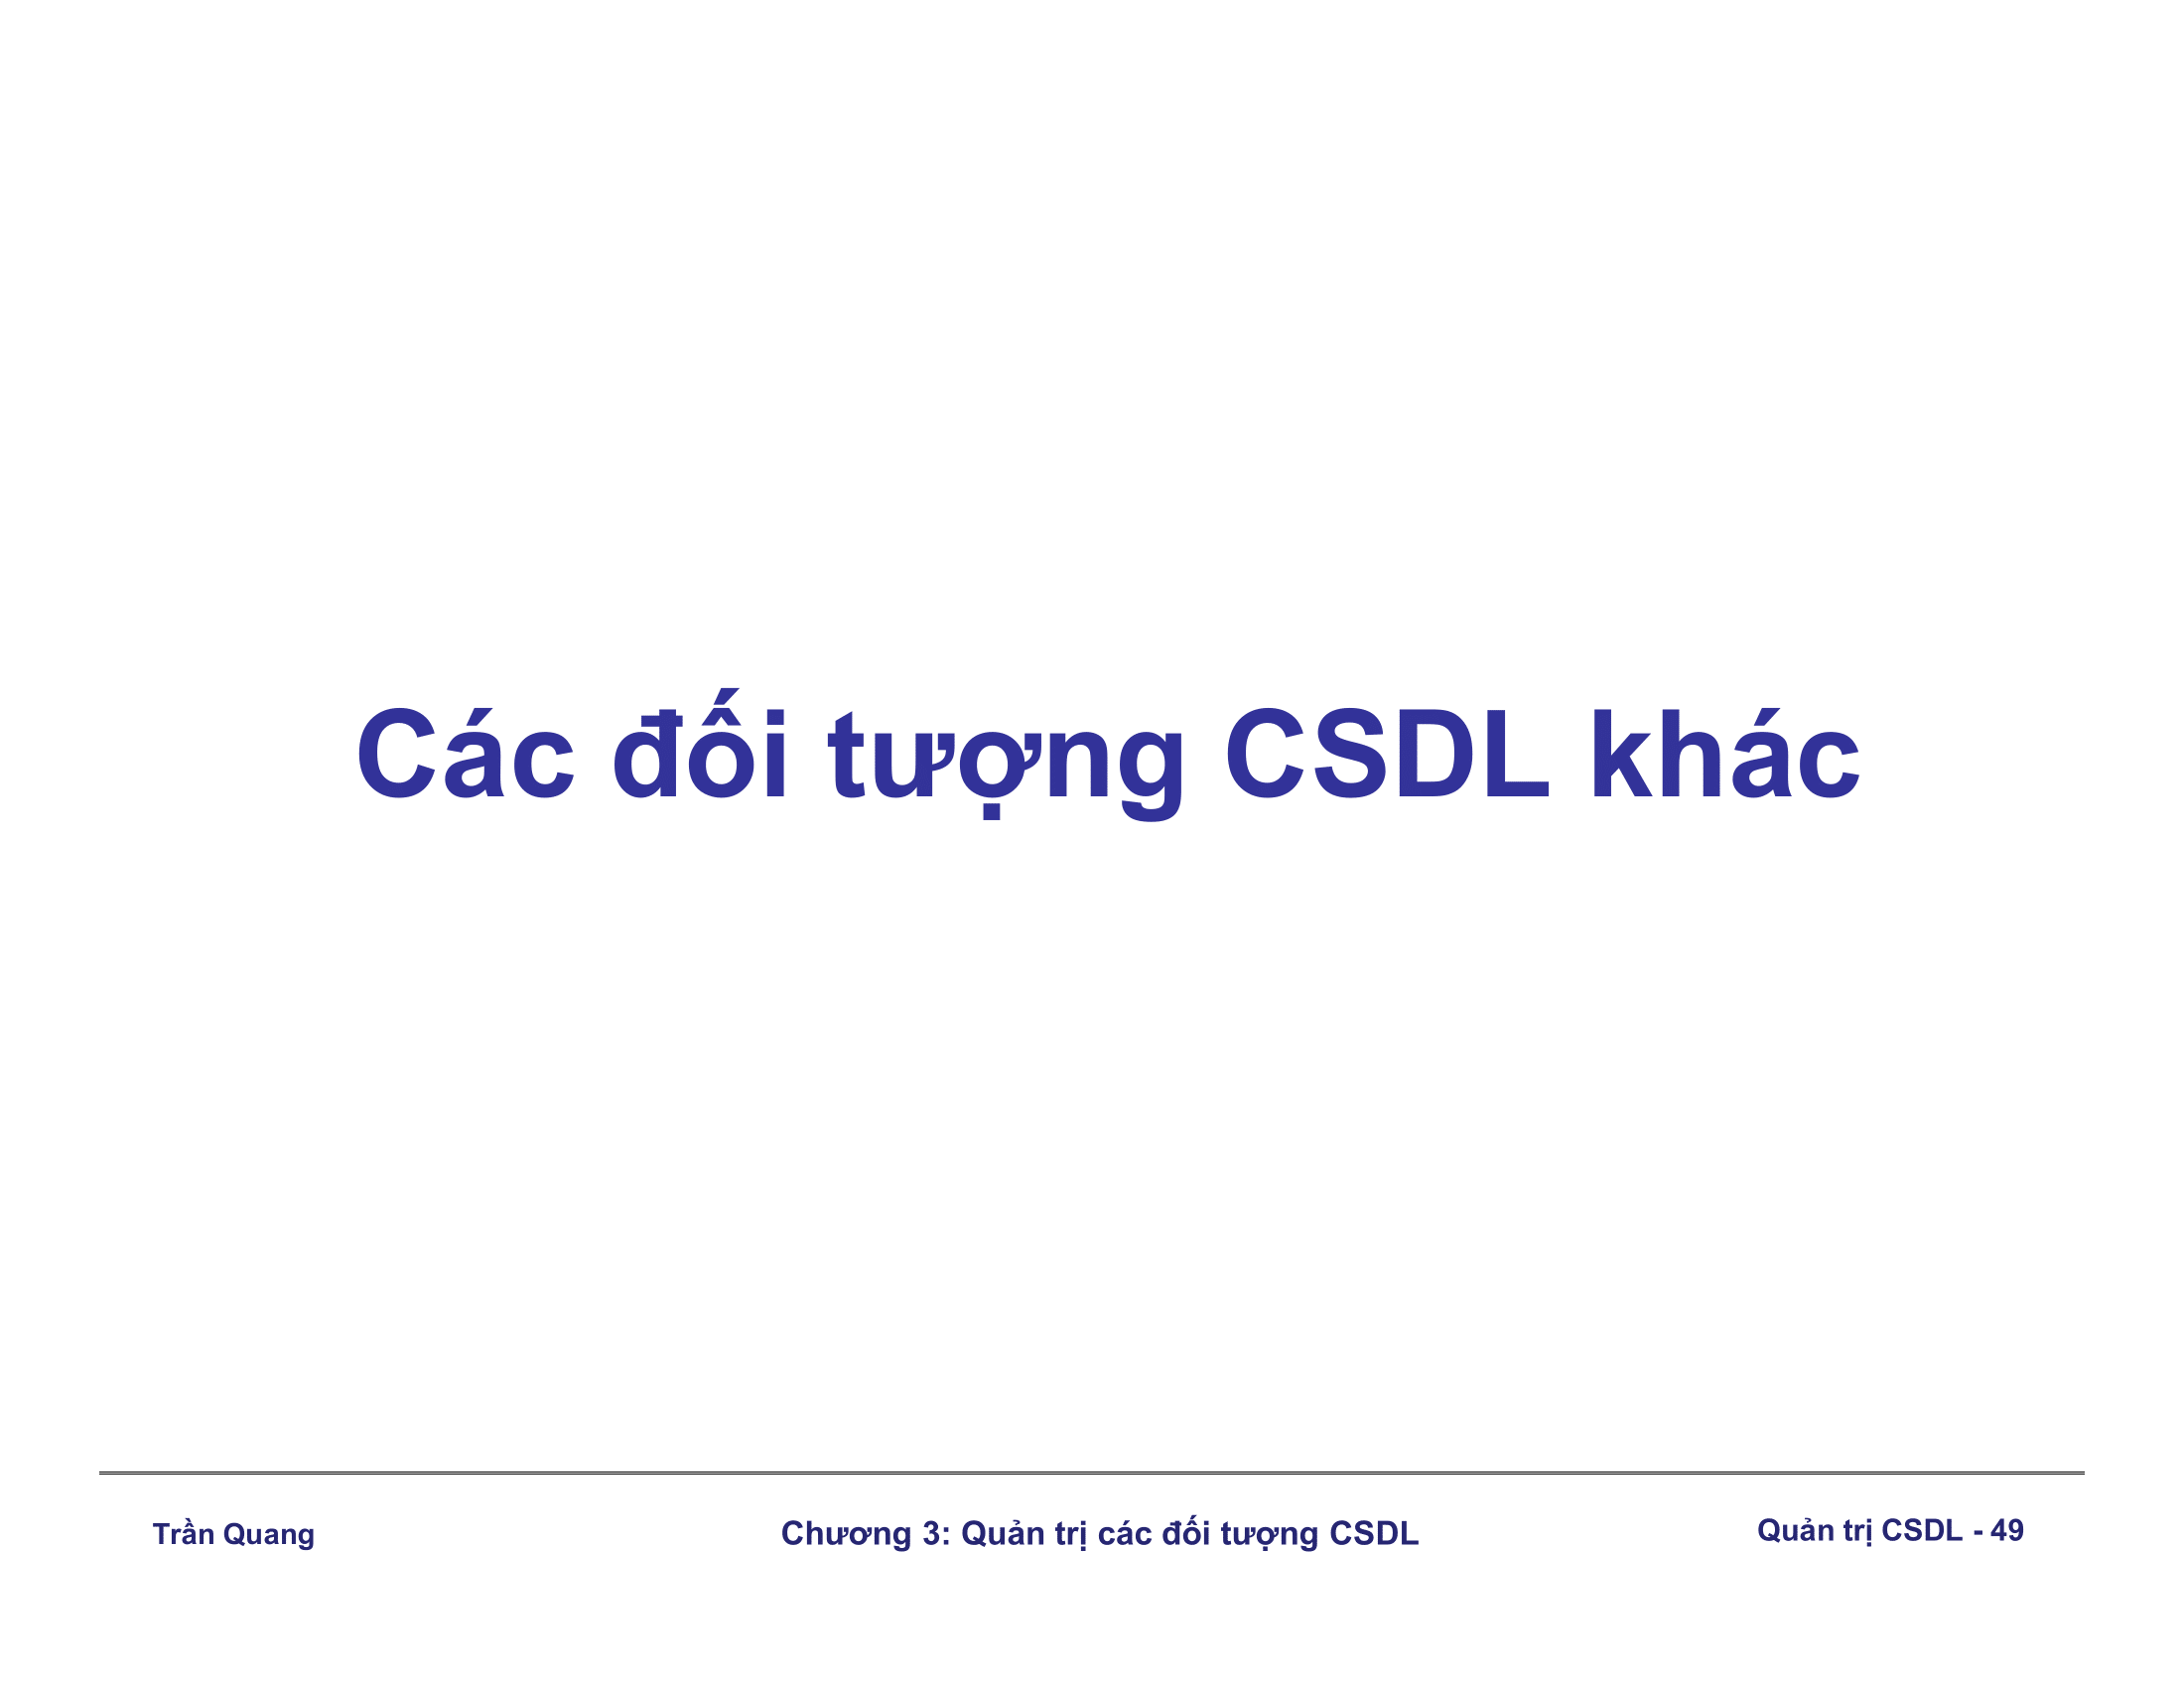 Các đối tượng CSDL khác
Trần Quang
Chương 3: Quản trị các đối tượng CSDL
Quản trị CSDL - 49